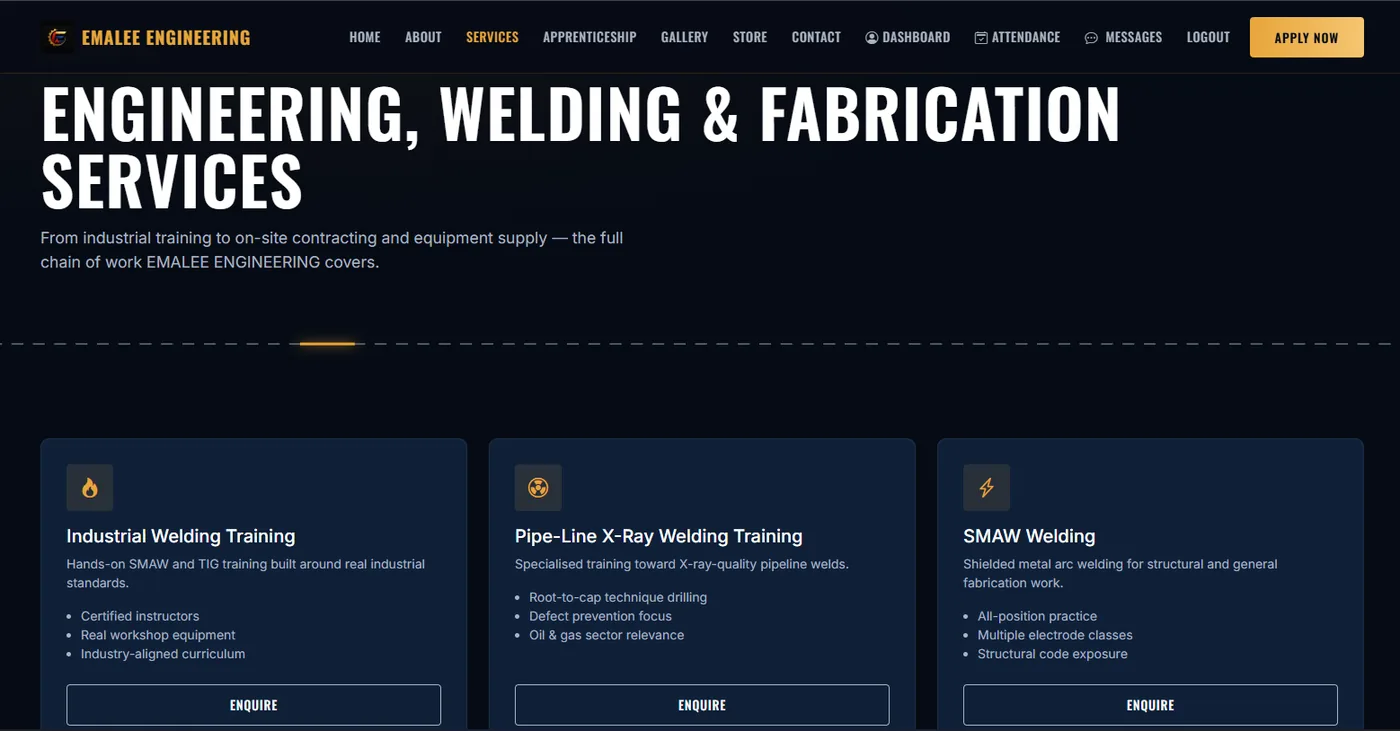 EMALEE ENGINEERING
HOME ABOUT SERVICES APPRENTICESHIP GALLERY STORE CONTACT DASHBOARD ATTENDANCE MESSAGES LOGOUT APPLY NOW
ENGINEERING, WELDING & FABRICATION
SERVICES
From industrial training to on-site contracting and equipment supply — the full
chain of work EMALEE ENGINEERING covers.
Industrial Welding Training
Hands-on SMAW and TIG training built around real industrial
standards.
• Certified instructors
• Real workshop equipment
• Industry-aligned curriculum
ENQUIRE
Pipe-Line X-Ray Welding Training
Specialised training toward X-ray-quality pipeline welds.
• Root-to-cap technique drilling
• Defect prevention focus
• Oil & gas sector relevance
ENQUIRE
SMAW Welding
Shielded metal arc welding for structural and general
fabrication work.
• All-position practice
• Multiple electrode classes
• Structural code exposure
ENQUIRE